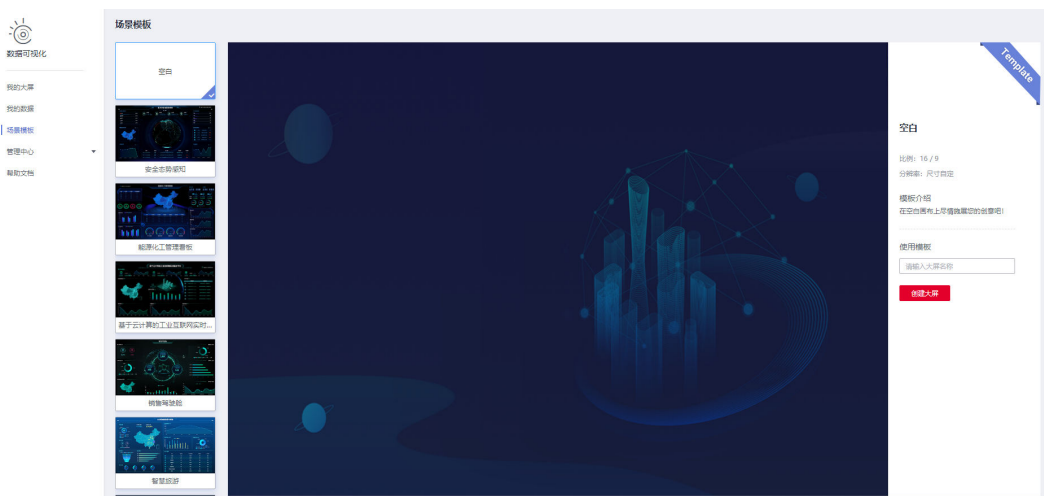 数据可视化
我的大屏
我的数据
场景模板
管理中心
帮助文档
场景模板
空白
安全态势感知
能源化工管理看板
基于云计算的工业互联网实时...
销售驾驶舱
智慧旅游
Template
空白
比例：16 / 9
分辨率：尺寸自定
模板介绍
在空白画布上尽情施展您的创意吧！
使用模板
请输入大屏名称
创建大屏